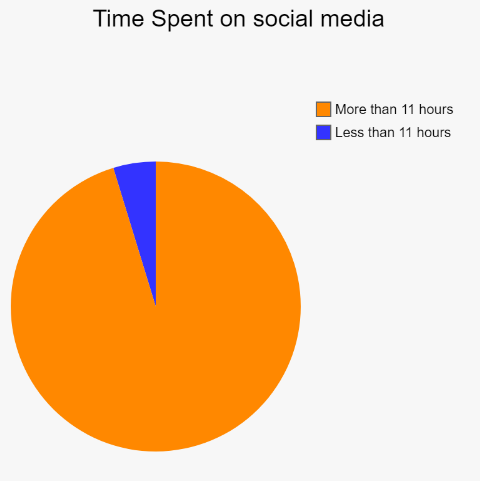 Time Spent on social media
More than 11 hours
Less than 11 hours